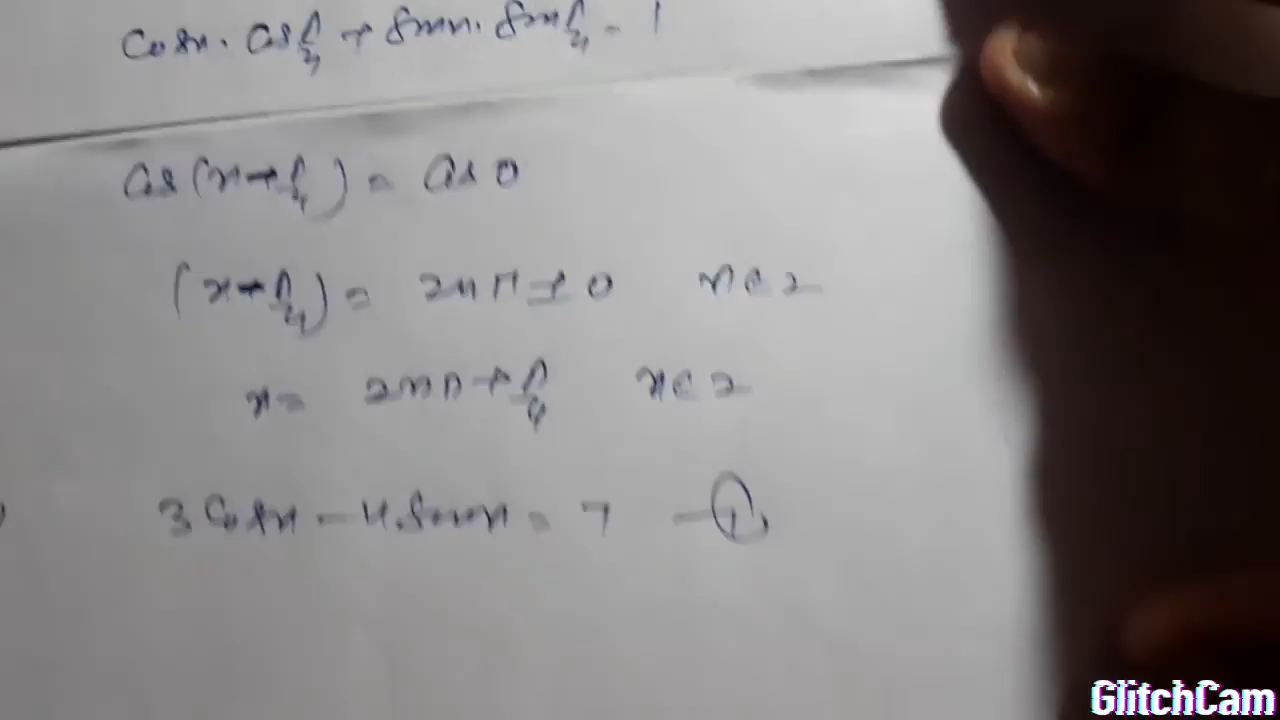 cos x · cos π/4 + sin x · sin π/4 = 1
cos (x - π/4) = cos 0
(x - π/4) = 2nπ ± 0 n ∈ Z
x = 2nπ + π/4 n ∈ Z
3 cos x - 4 sin x = 7 — ①
GlitchCam